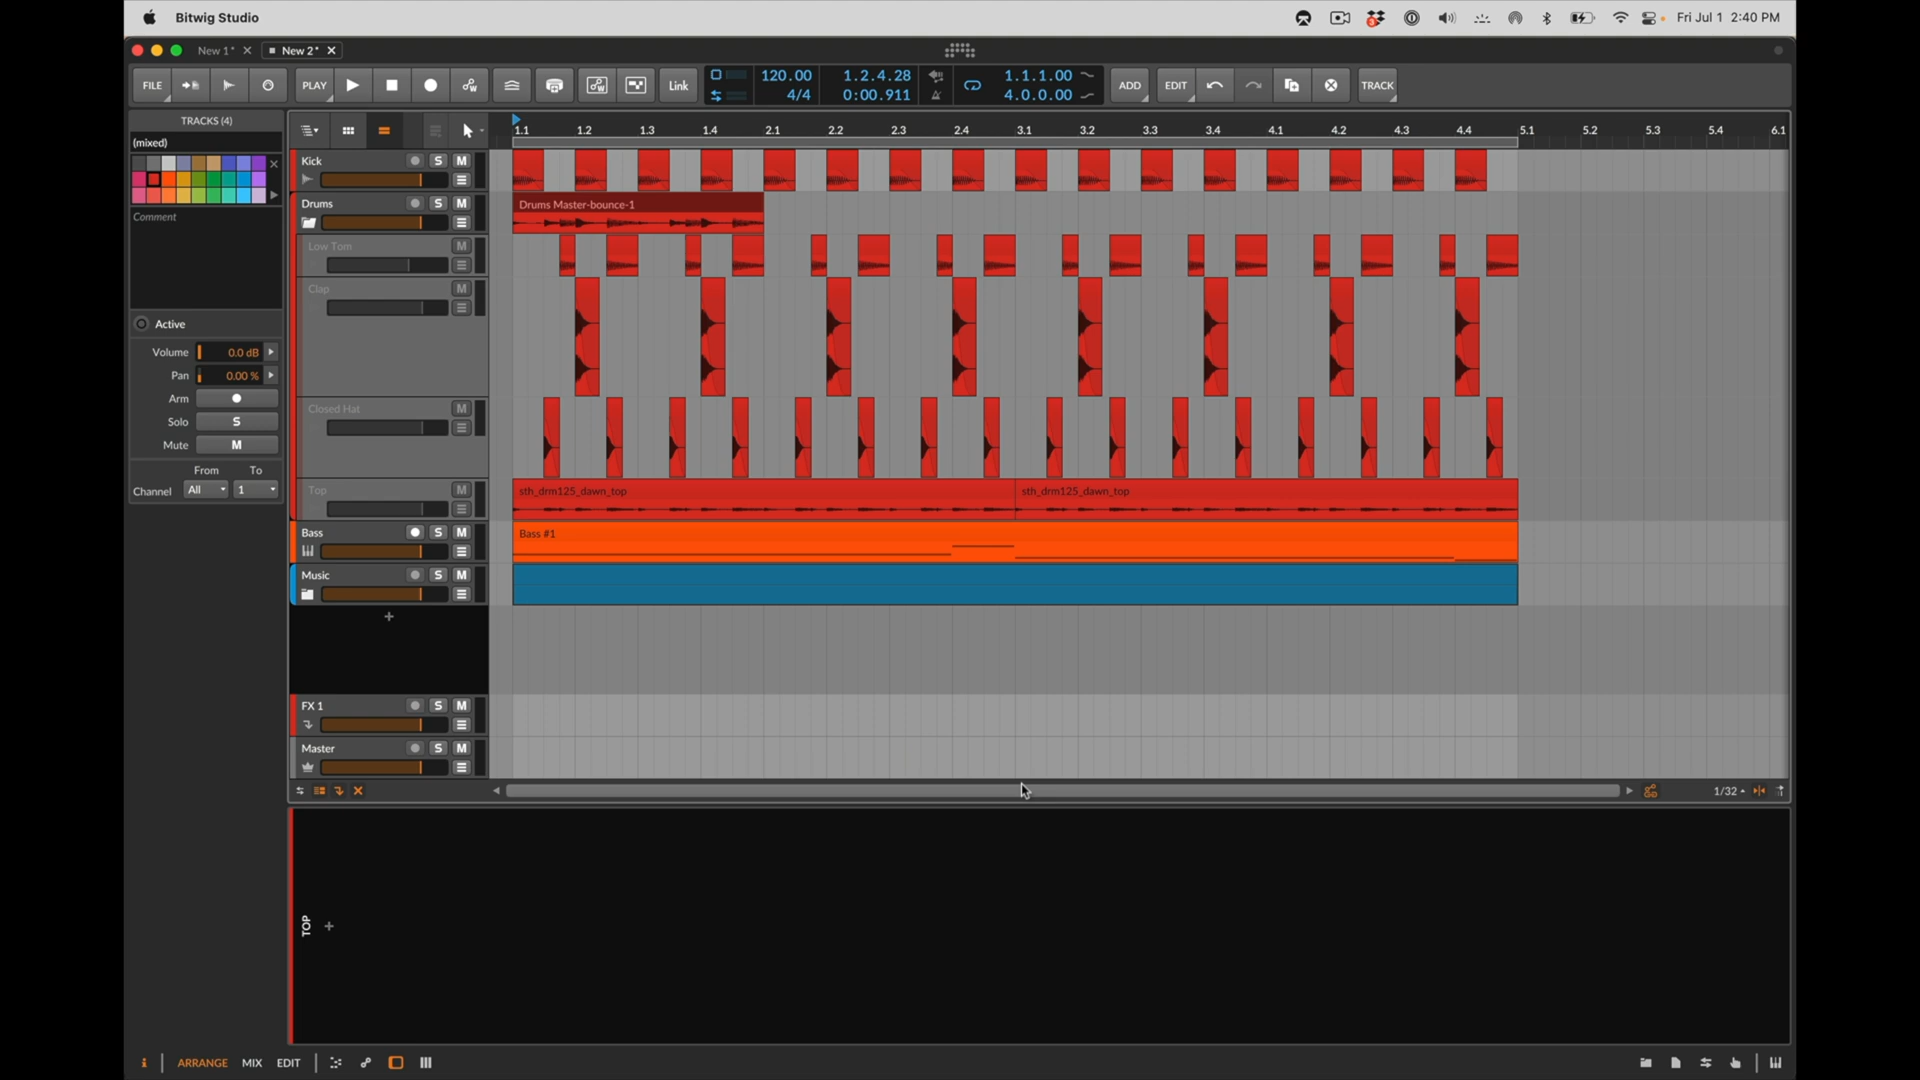 Bitwig Studio
Fri Jul 1 2:40 PM
New 1*
New 2*
FILE
PLAY
Link
120.00
4/4
1.2.4.28
0:00.911
1.1.1.00
4.0.0.00
ADD
EDIT
TRACK
TRACKS (4)
(mixed)
Comment
Active
Volume 0.0 dB
Pan 0.00 %
Arm
Solo S
Mute M
From To
Channel All 1
1.1 1.2 1.3 1.4 2.1 2.2 2.3 2.4 3.1 3.2 3.3 3.4 4.1 4.2 4.3 4.4 5.1 5.2 5.3 5.4 6.1
Kick S M
Drums S M
Drums Master-bounce-1
Low Tom M
Clap M
Closed Hat M
Top M
sth_drm125_dawn_top
sth_drm125_dawn_top
Bass S M
Bass #1
Music S M
FX 1 S M
Master S M
1/32
TOP
ARRANGE MIX EDIT